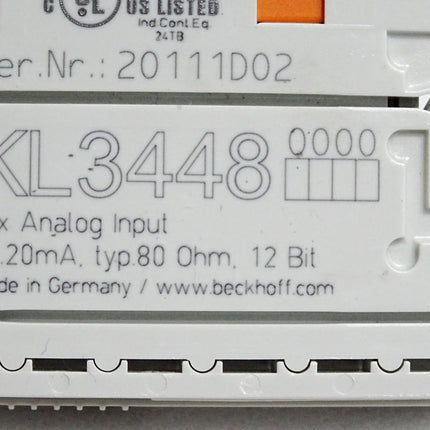 C UL US LISTED
Ind.Cont.Eq.
24TB
er.Nr.: 20111D02
KL3448 0000
x Analog Input
.20mA, typ.80 Ohm, 12 Bit
de in Germany / www.beckhoff.com